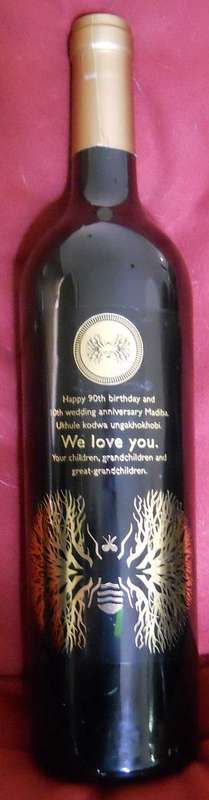 Happy 90th birthday and
10th wedding anniversary Madiba.
Ukhule kodwa ungakhokhobi.
We love you.
Your children, grandchildren and
great-grandchildren.